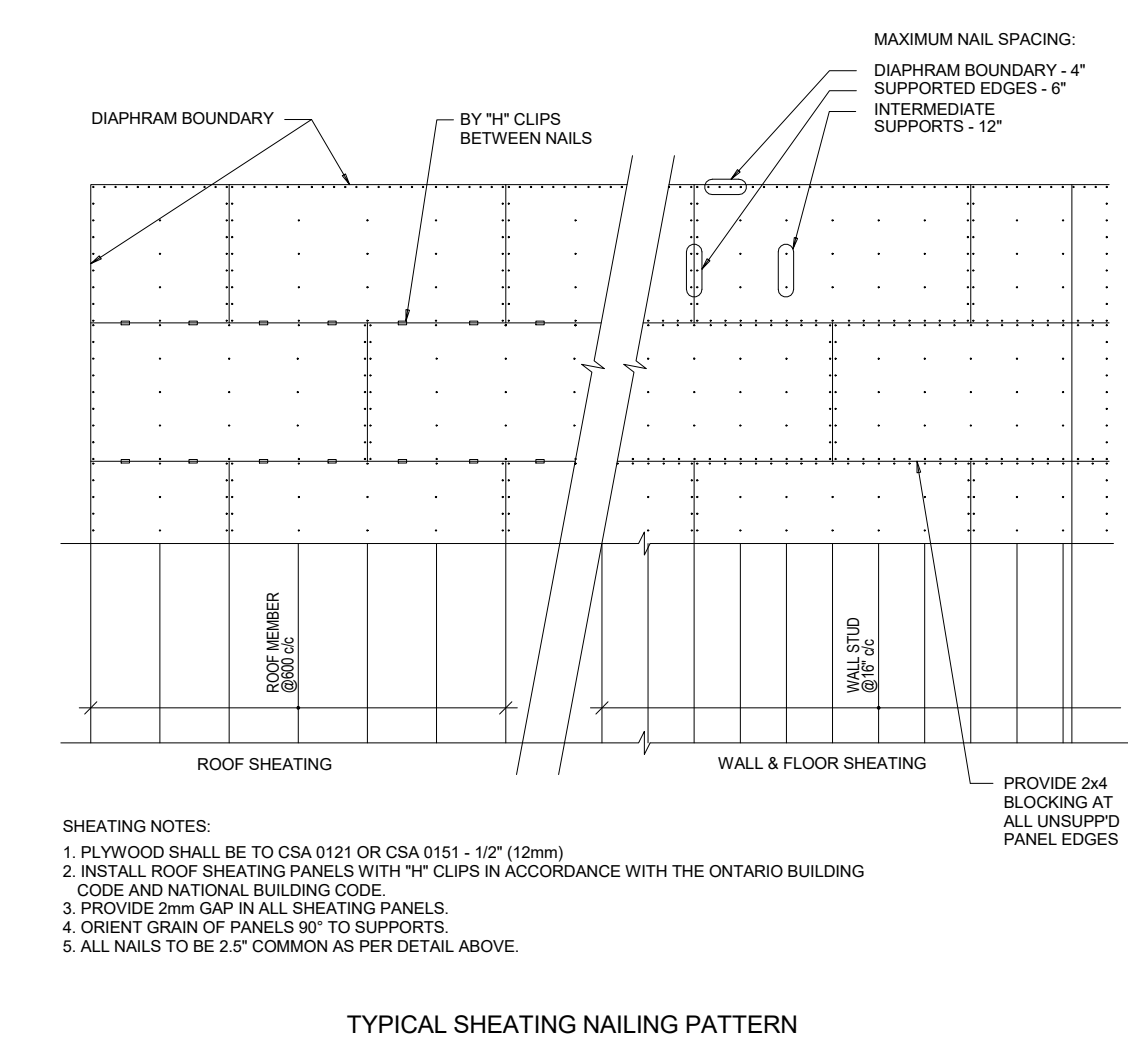 MAXIMUM NAIL SPACING:
DIAPHRAM BOUNDARY - 4"
SUPPORTED EDGES - 6"
INTERMEDIATE
SUPPORTS - 12"
DIAPHRAM BOUNDARY
BY "H" CLIPS
BETWEEN NAILS
ROOF MEMBER
@600 c/c
WALL STUD
@16" c/c
ROOF SHEATING
WALL & FLOOR SHEATING
PROVIDE 2x4
BLOCKING AT
ALL UNSUPP'D
PANEL EDGES
SHEATING NOTES:
1. PLYWOOD SHALL BE TO CSA 0121 OR CSA 0151 - 1/2" (12mm)
2. INSTALL ROOF SHEATING PANELS WITH "H" CLIPS IN ACCORDANCE WITH THE ONTARIO BUILDING
CODE AND NATIONAL BUILDING CODE.
3. PROVIDE 2mm GAP IN ALL SHEATING PANELS.
4. ORIENT GRAIN OF PANELS 90° TO SUPPORTS.
5. ALL NAILS TO BE 2.5" COMMON AS PER DETAIL ABOVE.
TYPICAL SHEATING NAILING PATTERN